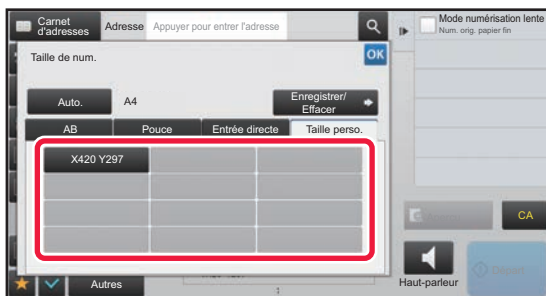 Carnet
d'adresses
Adresse
Appuyer pour entrer l'adresse
Mode numérisation lente
Num. orig. papier fin
Taille de num.
OK
Auto.
A4
Enregistrer/
Effacer
AB
Pouce
Entrée directe
Taille perso.
X420 Y297
CA
Départ
Autres
Haut-parleur